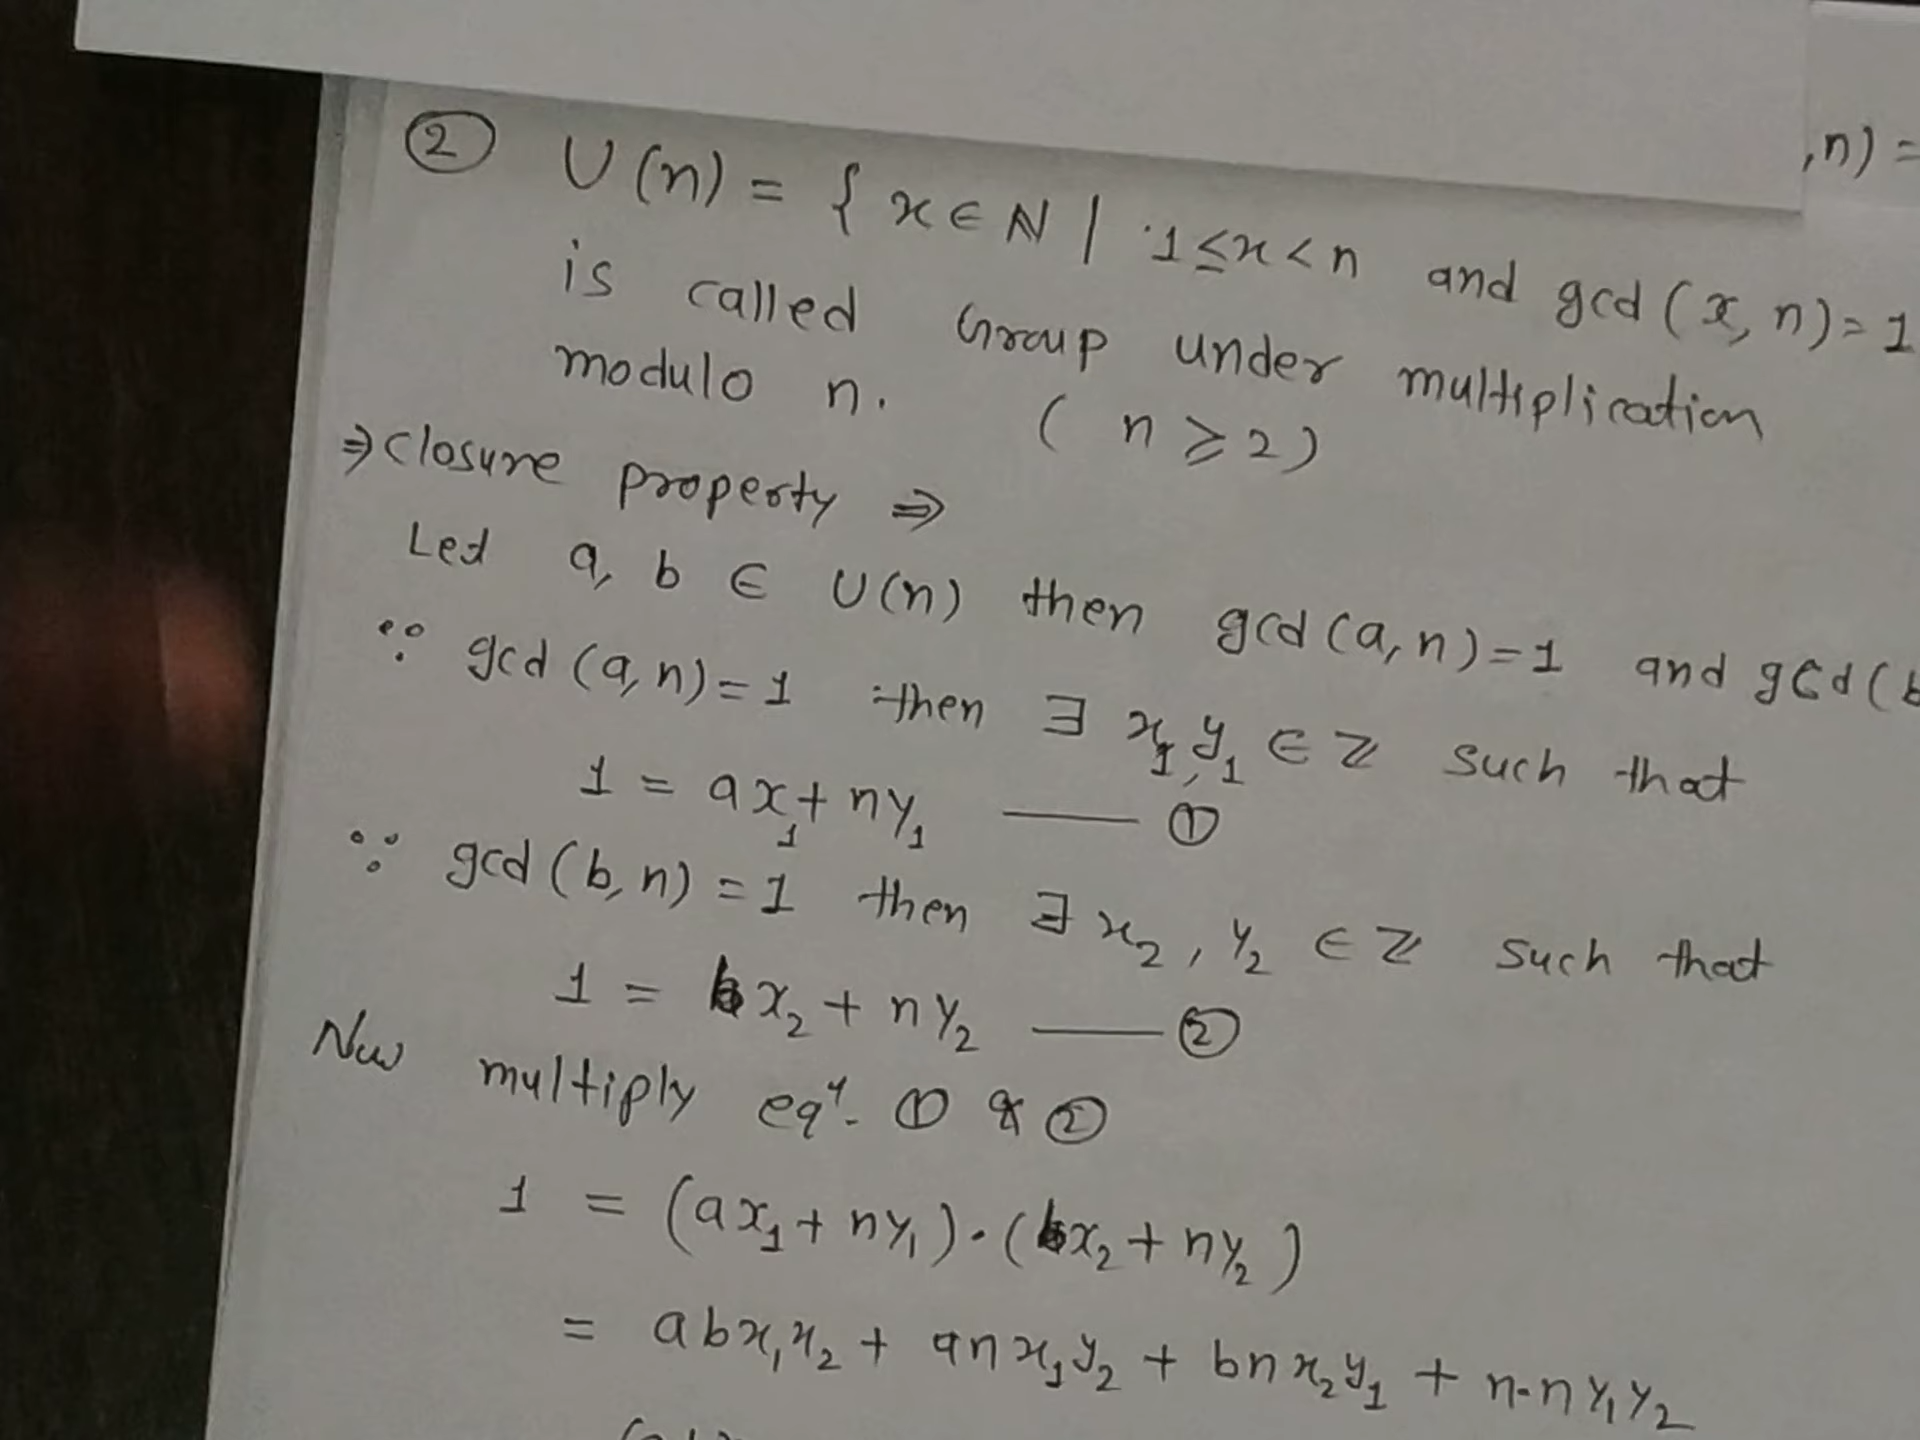 ,n) =
② U(n) = { x ∈ ℕ | 1 ≤ x < n and gcd (x, n) = 1
is called Group under multiplication
modulo n. ( n ≥ 2 )
⇒ Closure property ⇒
Let a, b ∈ U(n) then gcd (a, n) = 1 and gcd (b
∵ gcd (a, n) = 1 then ∃ x₁, y₁ ∈ ℤ such that
1 = ax₁ + ny₁ —— ①
∵ gcd (b, n) = 1 then ∃ x₂, y₂ ∈ ℤ such that
1 = bx₂ + ny₂ —— ②
Now multiply eqⁿ. ① & ②
1 = (ax₁ + ny₁) · (bx₂ + ny₂)
= abx₁x₂ + anx₁y₂ + bnx₂y₁ + n·ny₁y₂